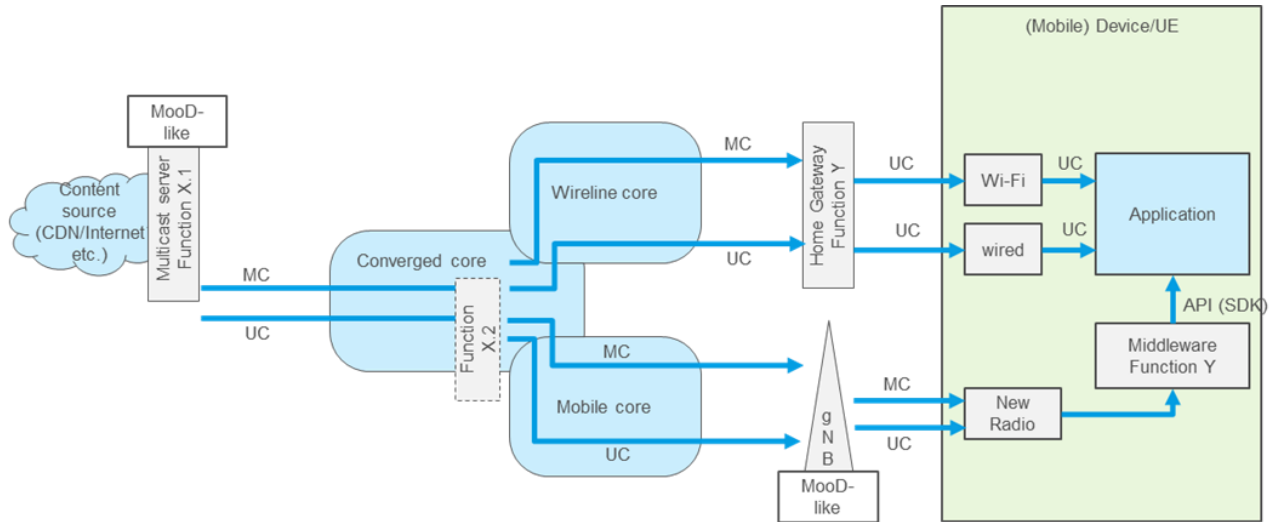 (Mobile) Device/UE
MooD-
like
Multicast server
Function X.1
Content
source
(CDN/Internet
etc.)
MC
UC
Converged core
Function
X.2
Wireline core
MC
UC
Mobile core
MC
UC
Home Gateway
Function Y
UC
UC
Wi-Fi
wired
UC
UC
Application
API (SDK)
Middleware
Function Y
g
N
B
MooD-
like
MC
UC
New
Radio